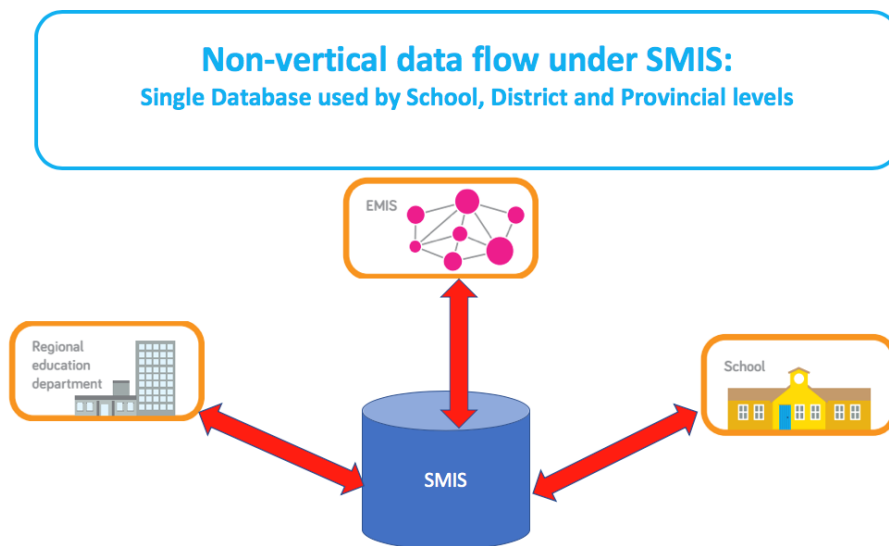 Non-vertical data flow under SMIS:
Single Database used by School, District and Provincial levels
EMIS
Regional
education
department
School
SMIS